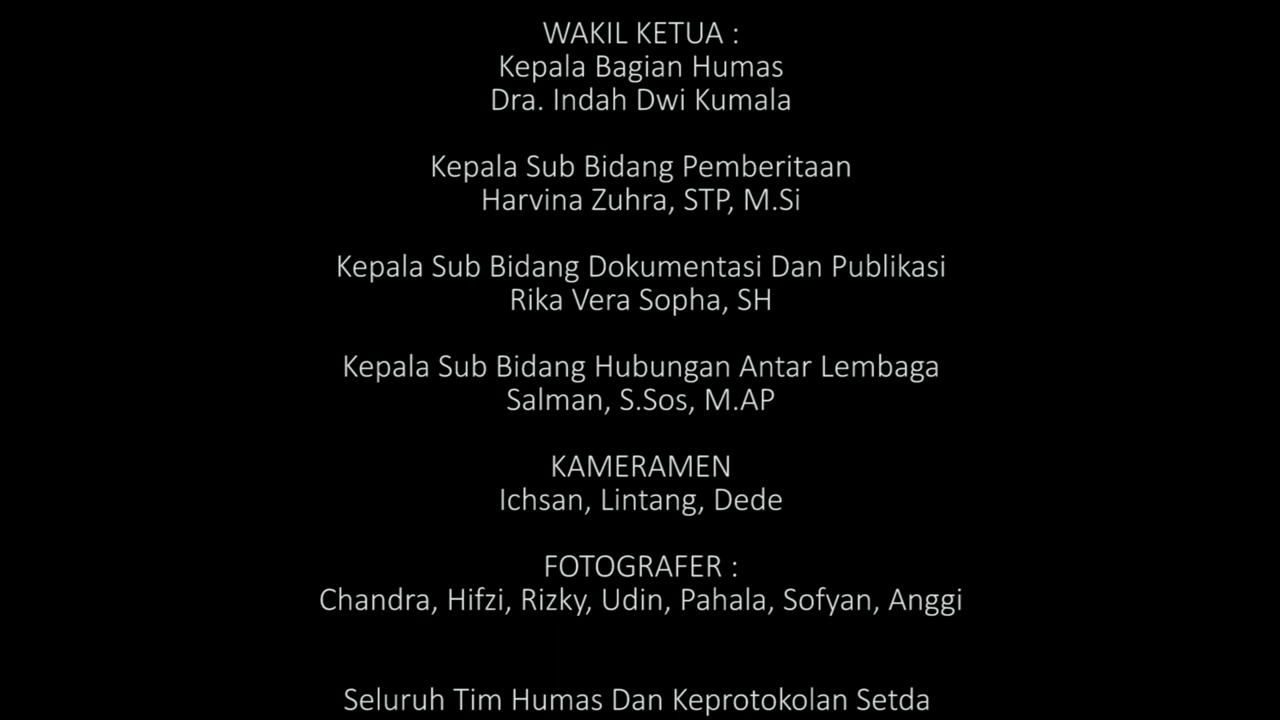 WAKIL KETUA :
Kepala Bagian Humas
Dra. Indah Dwi Kumala
Kepala Sub Bidang Pemberitaan
Harvina Zuhra, STP, M.Si
Kepala Sub Bidang Dokumentasi Dan Publikasi
Rika Vera Sopha, SH
Kepala Sub Bidang Hubungan Antar Lembaga
Salman, S.Sos, M.AP
KAMERAMEN
Ichsan, Lintang, Dede
FOTOGRAFER :
Chandra, Hifzi, Rizky, Udin, Pahala, Sofyan, Anggi
Seluruh Tim Humas Dan Keprotokolan Setda